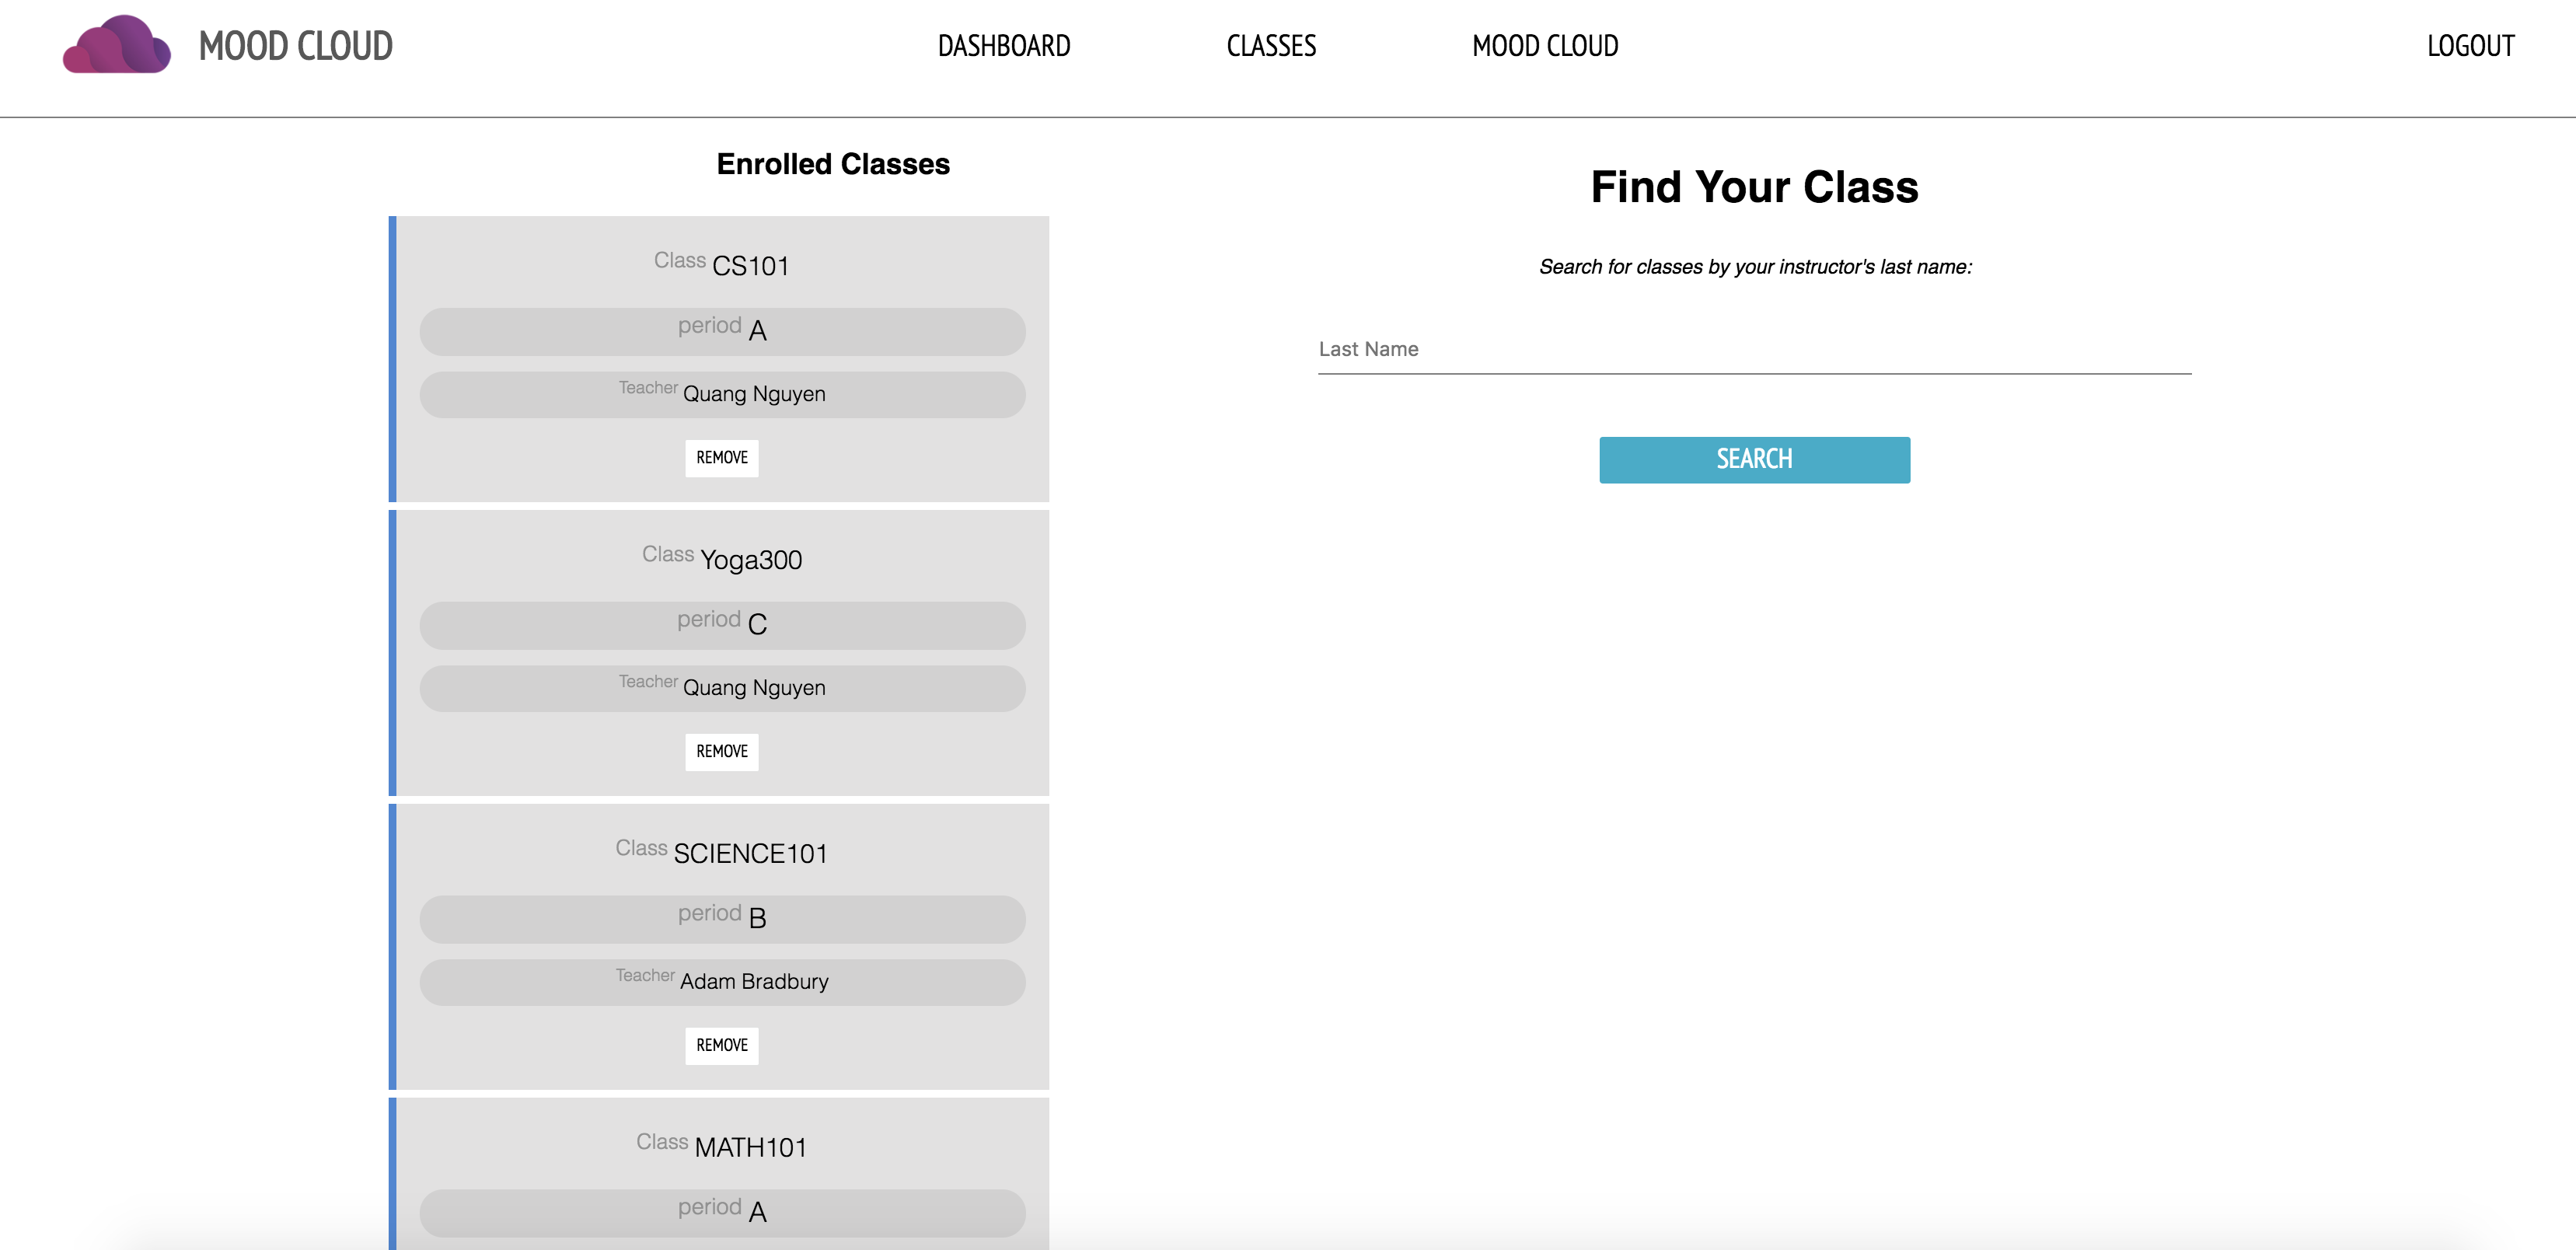 MOOD CLOUD
DASHBOARD
CLASSES
MOOD CLOUD
LOGOUT
Enrolled Classes
Class CS101
period A
Teacher Quang Nguyen
REMOVE
Class Yoga300
period C
Teacher Quang Nguyen
REMOVE
Class SCIENCE101
period B
Teacher Adam Bradbury
REMOVE
Class MATH101
period A
Find Your Class
Search for classes by your instructor's last name:
Last Name
SEARCH